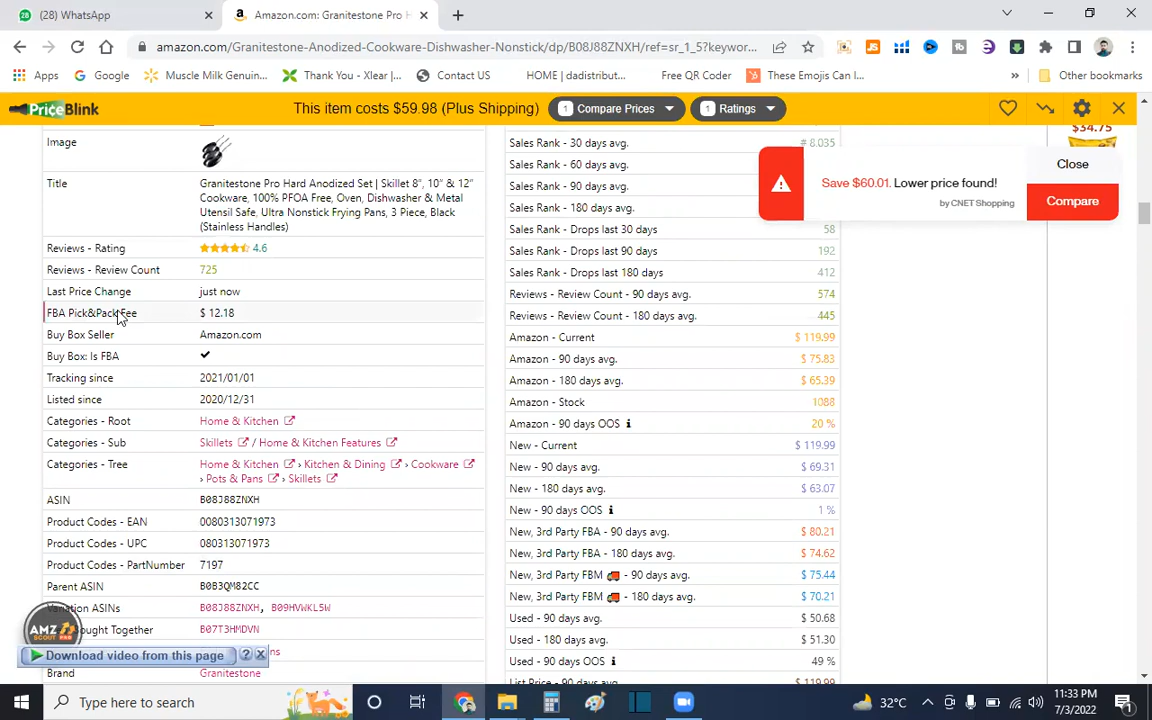 (28) WhatsApp
Amazon.com: Granitestone Pro H
amazon.com/Granitestone-Anodized-Cookware-Dishwasher-Nonstick/dp/B08J88ZNXH/ref=sr_1_5?keywor...
Apps
Google
Muscle Milk Genuin...
Thank You - Xlear |...
Contact US
HOME | dadistribut...
Free QR Coder
These Emojis Can I...
»
Other bookmarks
PriceBlink
This item costs $59.98 (Plus Shipping)
1 Compare Prices
1 Ratings
$34.75
Save $60.01. Lower price found!
by CNET Shopping
Close
Compare
Image
Title
Granitestone Pro Hard Anodized Set | Skillet 8", 10" & 12"
Cookware, 100% PFOA Free, Oven, Dishwasher & Metal
Utensil Safe, Ultra Nonstick Frying Pans, 3 Piece, Black
(Stainless Handles)
Reviews - Rating 4.6
Reviews - Review Count 725
Last Price Change just now
FBA Pick&Pack Fee $ 12.18
Buy Box Seller Amazon.com
Buy Box: Is FBA ✔
Tracking since 2021/01/01
Listed since 2020/12/31
Categories - Root Home & Kitchen
Categories - Sub Skillets / Home & Kitchen Features
Categories - Tree Home & Kitchen › Kitchen & Dining › Cookware
› Pots & Pans › Skillets
ASIN B08J88ZNXH
Product Codes - EAN 0080313071973
Product Codes - UPC 080313071973
Product Codes - PartNumber 7197
Parent ASIN B0B3QM82CC
Variation ASINs B08J88ZNXH, B09HVWKL5W
Bought Together B07T3HMDVN
Brand Granitestone
Sales Rank - 30 days avg. # 8.035
Sales Rank - 60 days avg.
Sales Rank - 90 days avg.
Sales Rank - 180 days avg.
Sales Rank - Drops last 30 days 58
Sales Rank - Drops last 90 days 192
Sales Rank - Drops last 180 days 412
Reviews - Review Count - 90 days avg. 574
Reviews - Review Count - 180 days avg. 445
Amazon - Current $ 119.99
Amazon - 90 days avg. $ 75.83
Amazon - 180 days avg. $ 65.39
Amazon - Stock 1088
Amazon - 90 days OOS 20 %
New - Current $ 119.99
New - 90 days avg. $ 69.31
New - 180 days avg. $ 63.07
New - 90 days OOS 1 %
New, 3rd Party FBA - 90 days avg. $ 80.21
New, 3rd Party FBA - 180 days avg. $ 74.62
New, 3rd Party FBM - 90 days avg. $ 75.44
New, 3rd Party FBM - 180 days avg. $ 70.21
Used - 90 days avg. $ 50.68
Used - 180 days avg. $ 51.30
Used - 90 days OOS 49 %
List Price - 90 days avg. $ 119.99
AMZ
SCOUT PRO
Download video from this page
Type here to search
32°C
11:33 PM
7/3/2022